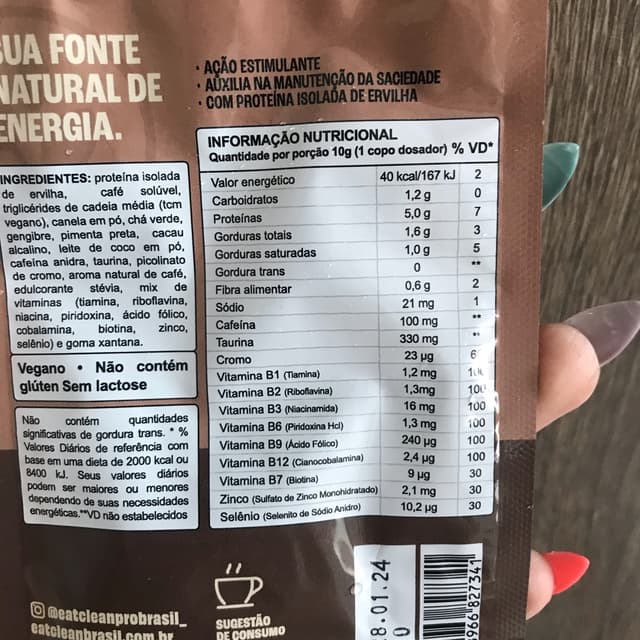 SUA FONTE
NATURAL DE
ENERGIA.
• AÇÃO ESTIMULANTE
• AUXILIA NA MANUTENÇÃO DA SACIEDADE
• COM PROTEÍNA ISOLADA DE ERVILHA
INGREDIENTES: proteína isolada
de ervilha, café solúvel,
triglicérides de cadeia média (tcm
vegano), canela em pó, chá verde,
gengibre, pimenta preta, cacau
alcalino, leite de coco em pó,
cafeína anidra, taurina, picolinato
de cromo, aroma natural de café,
edulcorante stévia, mix de
vitaminas (tiamina, riboflavina,
niacina, piridoxina, ácido fólico,
cobalamina, biotina, zinco,
selênio) e goma xantana.
Vegano • Não contém
glúten Sem lactose
Não contém quantidades
significativas de gordura trans. * %
Valores Diários de referência com
base em uma dieta de 2000 kcal ou
8400 kJ. Seus valores diários
podem ser maiores ou menores
dependendo de suas necessidades
energéticas.**VD não estabelecidos
INFORMAÇÃO NUTRICIONAL
Quantidade por porção 10g (1 copo dosador) % VD*
Valor energético 40 kcal/167 kJ 2
Carboidratos 1,2 g 0
Proteínas 5,0 g 7
Gorduras totais 1,6 g 3
Gorduras saturadas 1,0 g 5
Gordura trans 0 **
Fibra alimentar 0,6 g 2
Sódio 21 mg 1
Cafeína 100 mg **
Taurina 330 mg **
Cromo 23 µg
Vitamina B1 (Tiamina) 1,2 mg
Vitamina B2 (Riboflavina) 1,3mg 100
Vitamina B3 (Niacinamida) 16 mg 100
Vitamina B6 (Piridoxina Hcl) 1,3 mg 100
Vitamina B9 (Ácido Fólico) 240 µg 100
Vitamina B12 (Cianocobalamina) 2,4 µg 100
Vitamina B7 (Biotina) 9 µg 30
Zinco (Sulfato de Zinco Monohidratado) 2,1 mg 30
Selênio (Selenito de Sódio Anidro) 10,2 µg 30
@eatcleanprobrasil_
eatcleanbrasil.com.br
SUGESTÃO
DE CONSUMO
8.01.24
0
966827341